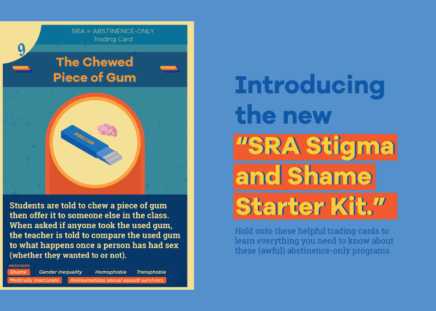 9
SRA = ABSTINENCE-ONLY
Trading Card
The Chewed
Piece of Gum
Students are told to chew a piece of gum
then offer it to someone else in the class.
When asked if anyone took the used gum,
the teacher is told to compare the used gum
to what happens once a person has had sex
(whether they wanted to or not).
Shame Gender Inequality Homophobia Transphobia
Medically inaccurate Retraumatizes sexual assault survivors
Introducing
the new
“SRA Stigma
and Shame
Starter Kit.”
Hold onto these helpful trading cards to
learn everything you need to know about
these (awful) abstinence-only programs.